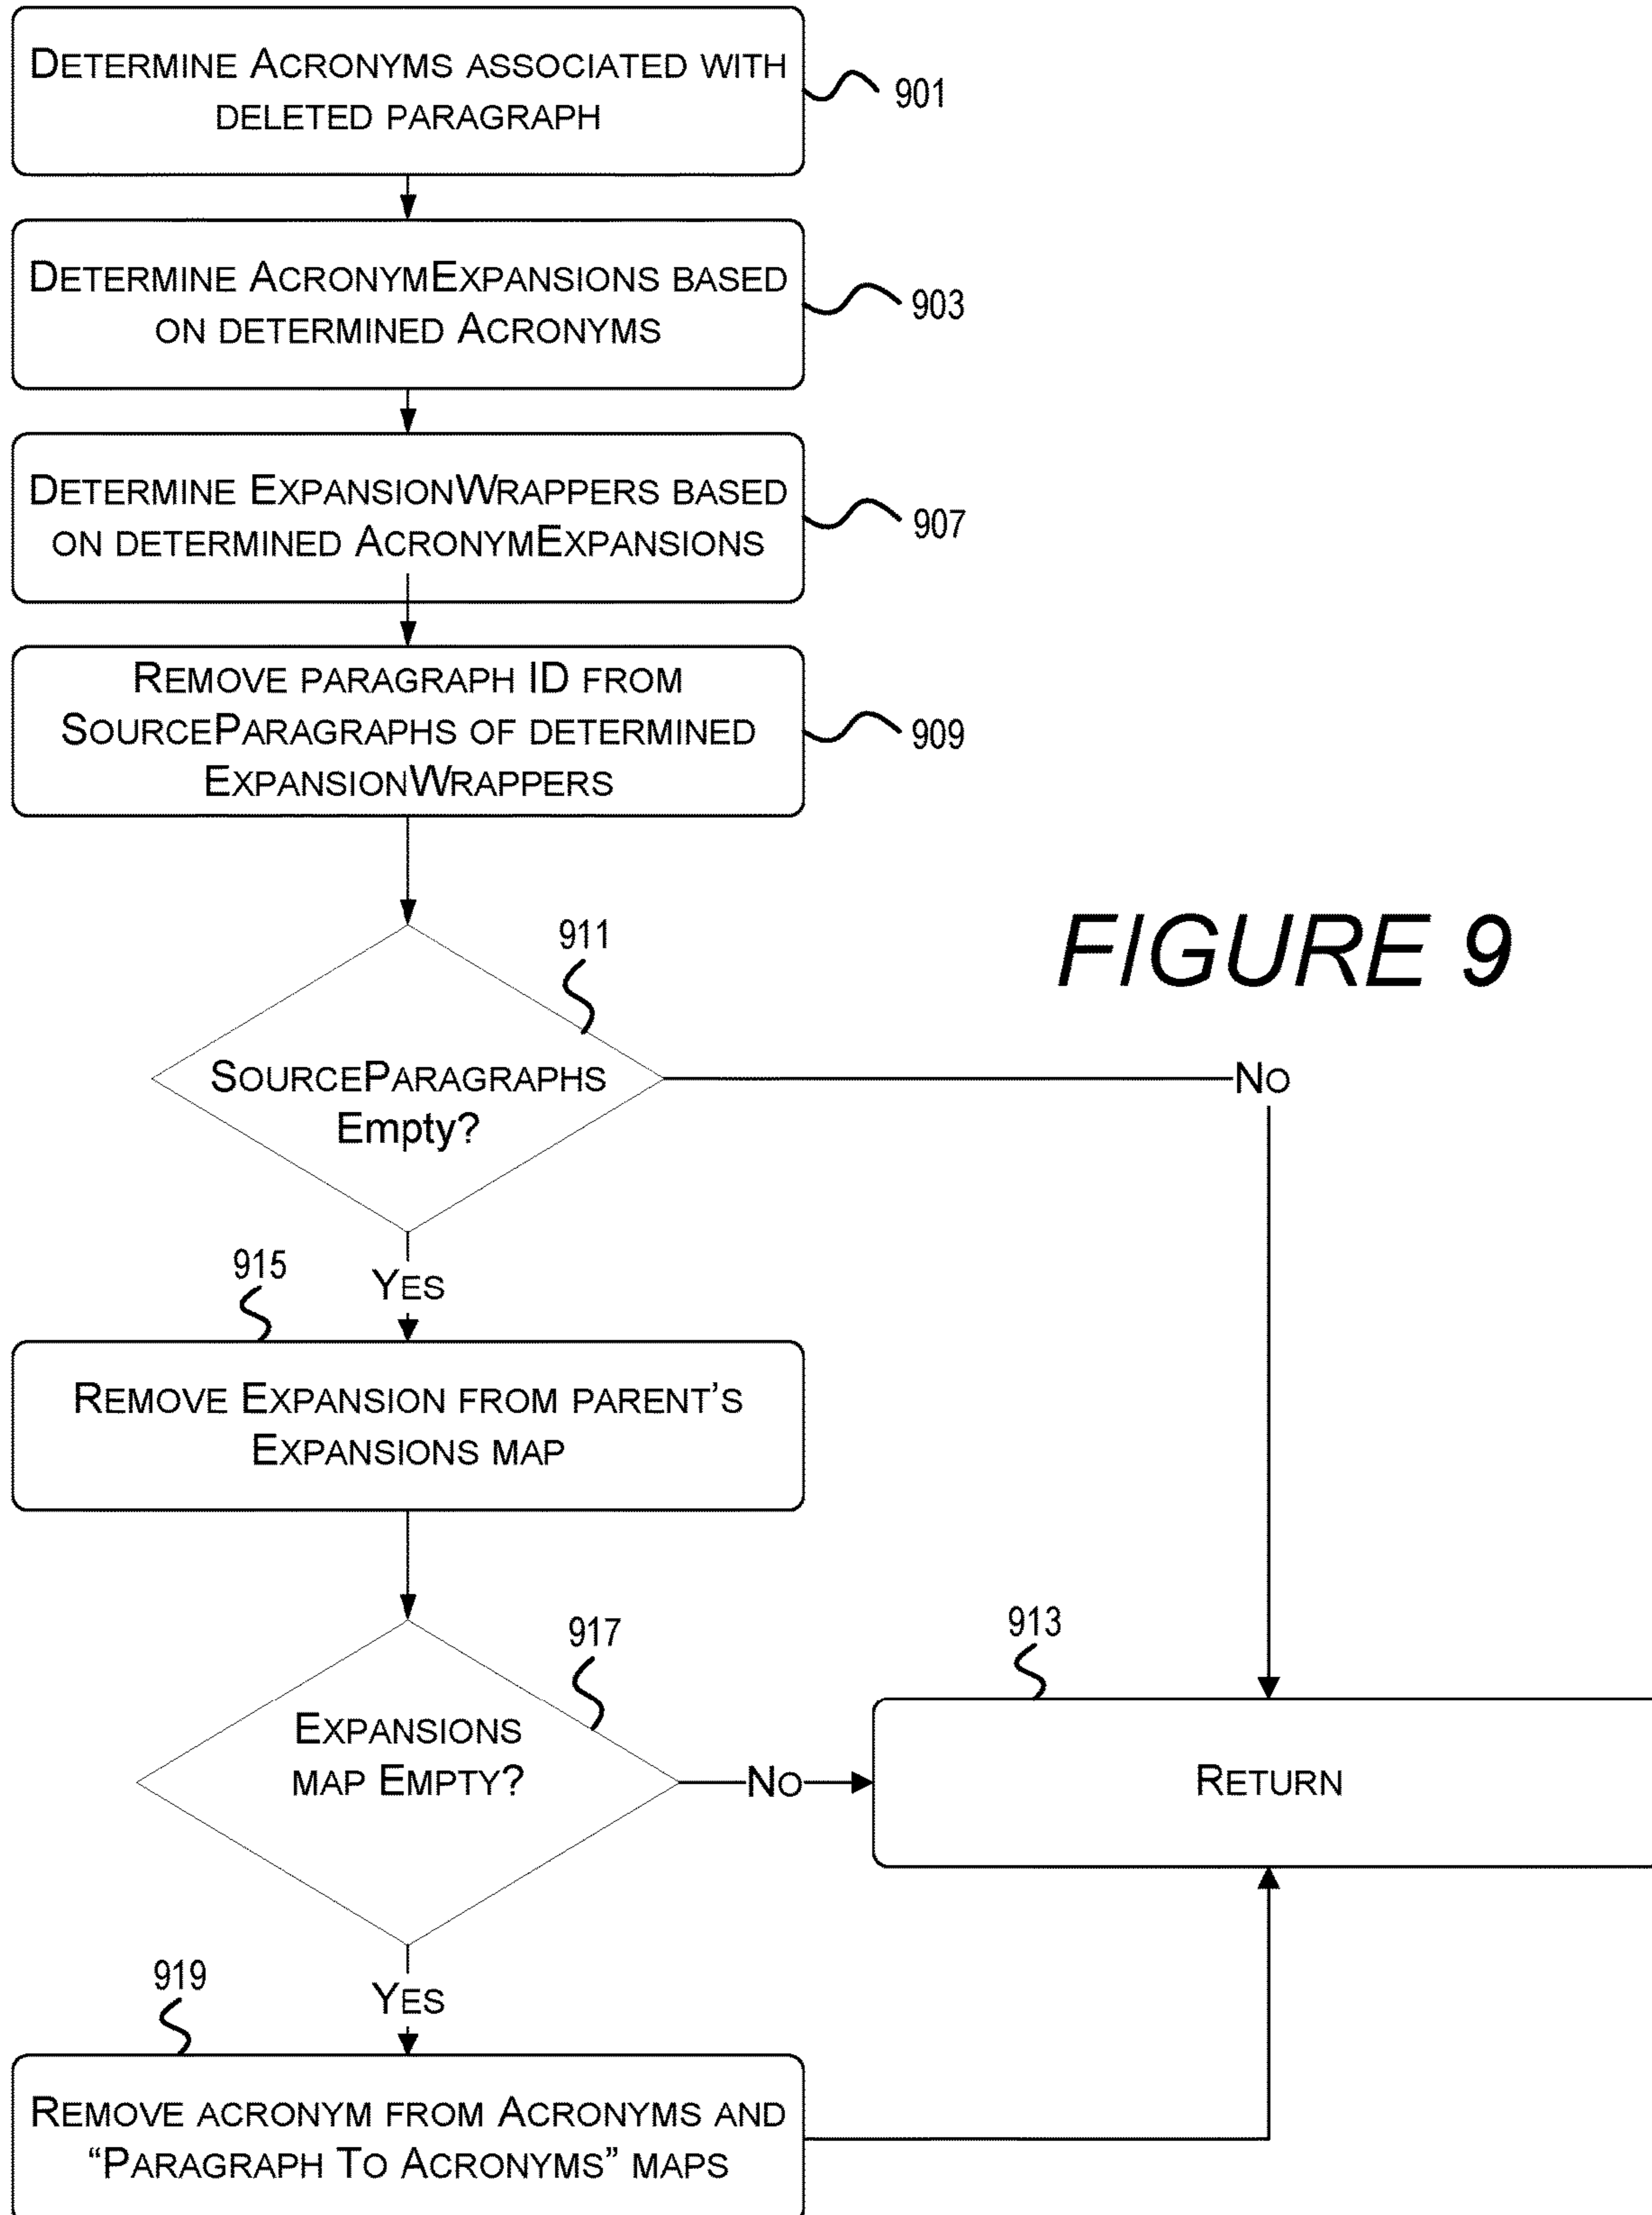 DETERMINE ACRONYMS ASSOCIATED WITH
DELETED PARAGRAPH
901
DETERMINE ACRONYMEXPANSIONS BASED
ON DETERMINED ACRONYMS
903
DETERMINE EXPANSIONWRAPPERS BASED
ON DETERMINED ACRONYMEXPANSIONS
907
REMOVE PARAGRAPH ID FROM
SOURCEPARAGRAPHS OF DETERMINED
EXPANSIONWRAPPERS
909
FIGURE 9
911
SOURCEPARAGRAPHS
Empty?
NO
YES
915
REMOVE EXPANSION FROM PARENT’S
EXPANSIONS MAP
917
EXPANSIONS
MAP EMPTY?
NO
913
RETURN
YES
919
REMOVE ACRONYM FROM ACRONYMS AND
“PARAGRAPH TO ACRONYMS” MAPS